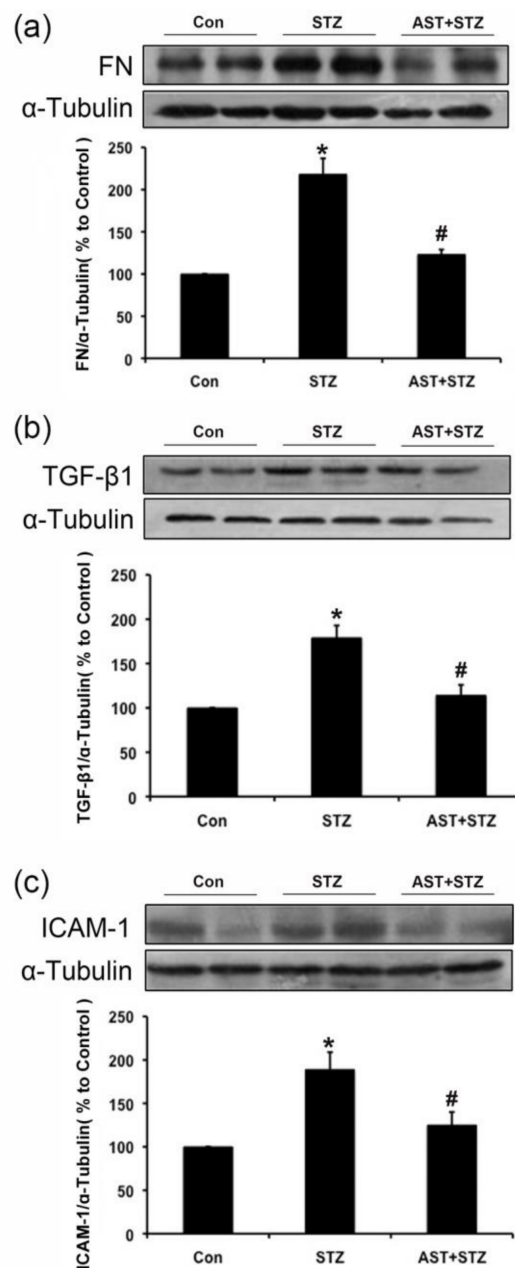 (a)
Con STZ AST+STZ
FN
α-Tubulin
FN/α-Tubulin( % to Control )
250
200
150
100
50
0
*
#
Con STZ AST+STZ
(b)
Con STZ AST+STZ
TGF-β1
α-Tubulin
TGF-β1/α-Tubulin( % to Control )
250
200
150
100
50
0
*
#
Con STZ AST+STZ
(c)
Con STZ AST+STZ
ICAM-1
α-Tubulin
ICAM-1/α-Tubulin( % to Control )
250
200
150
100
50
0
*
#
Con STZ AST+STZ